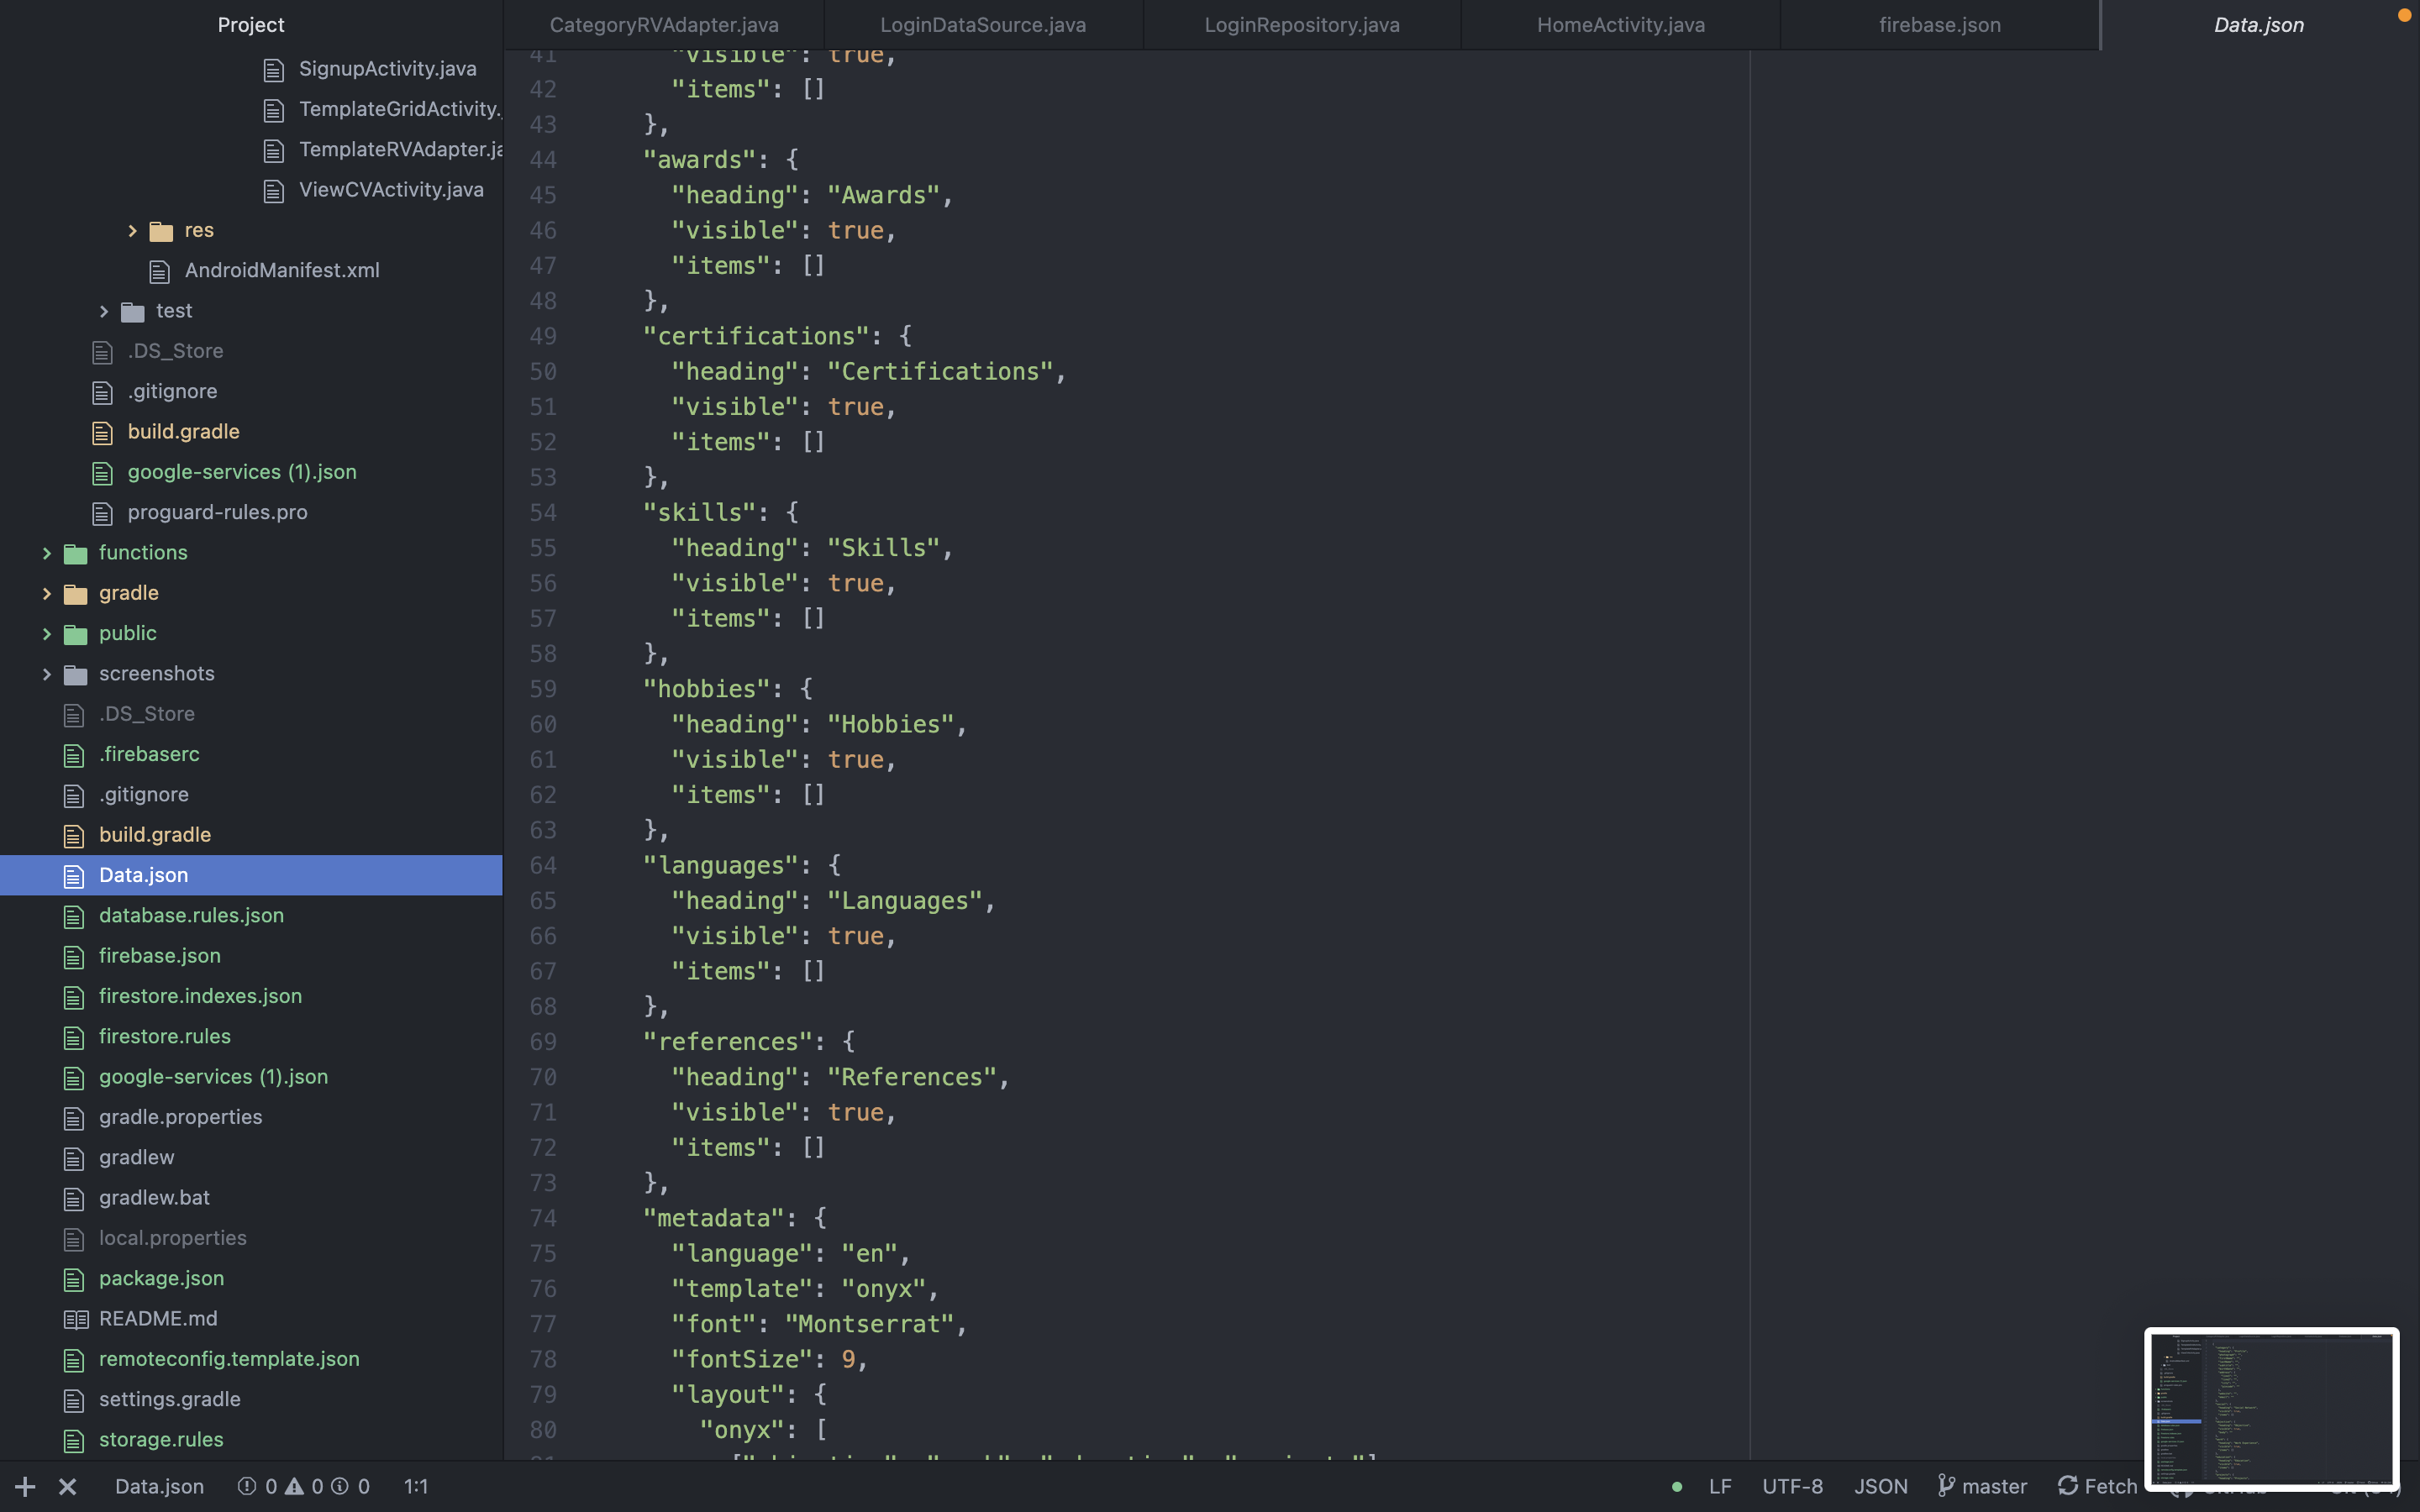 Project
SignupActivity.java
TemplateGridActivity.
TemplateRVAdapter.ja
ViewCVActivity.java
res
AndroidManifest.xml
test
.DS_Store
.gitignore
build.gradle
google-services (1).json
proguard-rules.pro
functions
gradle
public
screenshots
.DS_Store
.firebaserc
.gitignore
build.gradle
Data.json
database.rules.json
firebase.json
firestore.indexes.json
firestore.rules
google-services (1).json
gradle.properties
gradlew
gradlew.bat
local.properties
package.json
README.md
remoteconfig.template.json
settings.gradle
storage.rules
CategoryRVAdapter.java LoginDataSource.java LoginRepository.java HomeActivity.java firebase.json Data.json
41 "visible": true,
42 "items": []
43 },
44 "awards": {
45 "heading": "Awards",
46 "visible": true,
47 "items": []
48 },
49 "certifications": {
50 "heading": "Certifications",
51 "visible": true,
52 "items": []
53 },
54 "skills": {
55 "heading": "Skills",
56 "visible": true,
57 "items": []
58 },
59 "hobbies": {
60 "heading": "Hobbies",
61 "visible": true,
62 "items": []
63 },
64 "languages": {
65 "heading": "Languages",
66 "visible": true,
67 "items": []
68 },
69 "references": {
70 "heading": "References",
71 "visible": true,
72 "items": []
73 },
74 "metadata": {
75 "language": "en",
76 "template": "onyx",
77 "font": "Montserrat",
78 "fontSize": 9,
79 "layout": {
80 "onyx": [
Data.json 0 0 0 1:1 LF UTF-8 JSON master Fetch